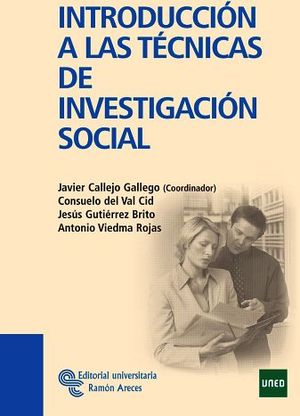 INTRODUCCIÓN
A LAS TÉCNICAS
DE
INVESTIGACIÓN
SOCIAL
Javier Callejo Gallego (Coordinador)
Consuelo del Val Cid
Jesús Gutiérrez Brito
Antonio Viedma Rojas
Editorial universitaria
Ramón Areces
UNED